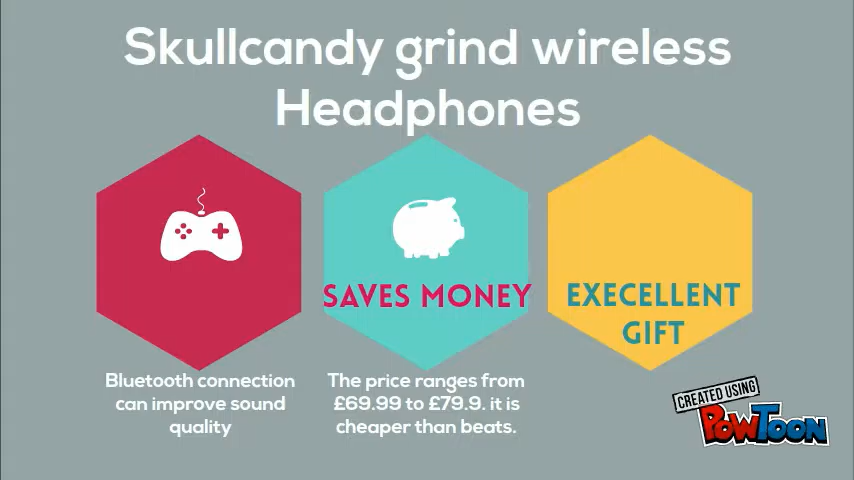 Skullcandy grind wireless
Headphones
SAVES MONEY
EXECELLENT
GIFT
Bluetooth connection
can improve sound
quality
The price ranges from
£69.99 to £79.9. it is
cheaper than beats.
CREATED USING
POWTOON